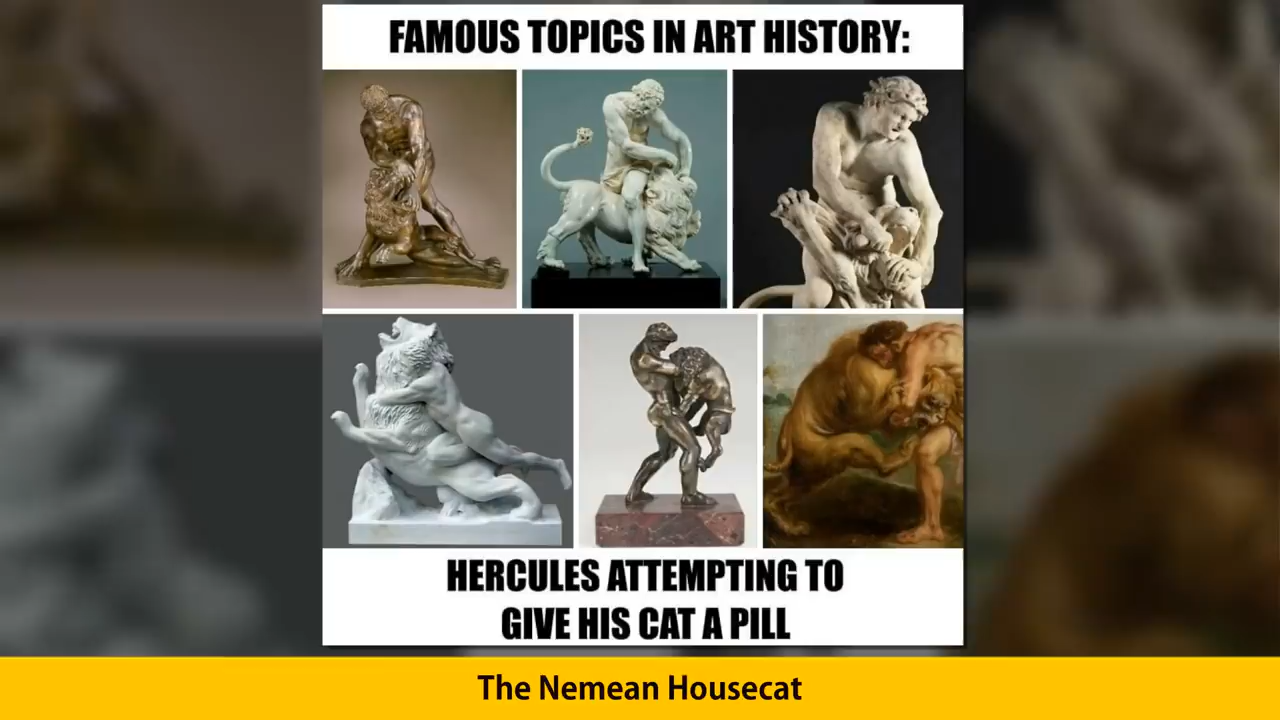 FAMOUS TOPICS IN ART HISTORY:
HERCULES ATTEMPTING TO
GIVE HIS CAT A PILL
The Nemean Housecat